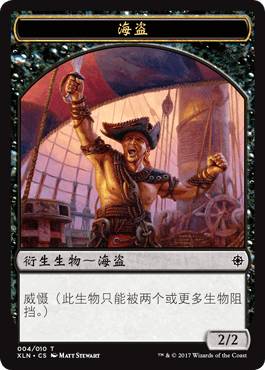 海盗
衍生生物～海盗
威慑（此生物只能被两个或更多生物阻
挡。）
2/2
004/010 T
XLN • CS MATT STEWART
™ & © 2017 Wizards of the Coast